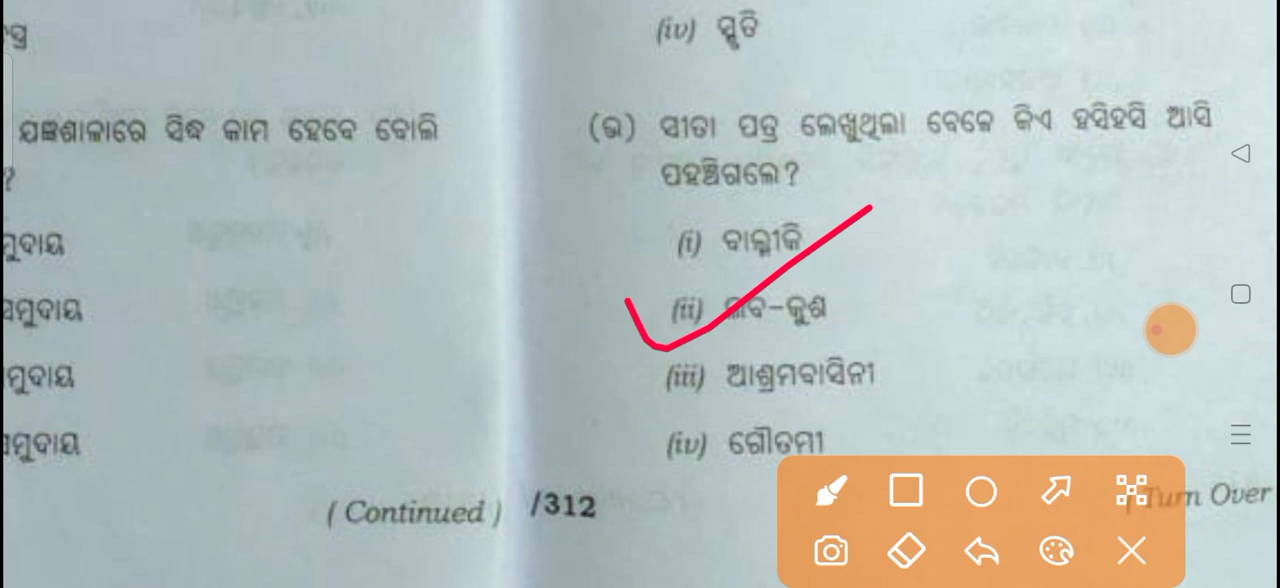 (iv) ସ୍ମୃତି
ଯଜ୍ଞଶାଳାରେ ସିଦ୍ଧ କାମ ହେବେ ବୋଲି
?
ମୁଦାୟ
ସମୁଦାୟ
ମୁଦାୟ
ସମୁଦାୟ
( Continued )
(ଭ) ସୀତା ପତ୍ର ଲେଖୁଥିଲା ବେଳେ କିଏ ହସିହସି ଆସି
ପହଞ୍ଚିଗଲେ?
(i) ବାଲ୍ମୀକି
(ii) ଲବ-କୁଶ
(iii) ଆଶ୍ରମବାସିନୀ
(iv) ଗୌତମୀ
/312
Turn Over